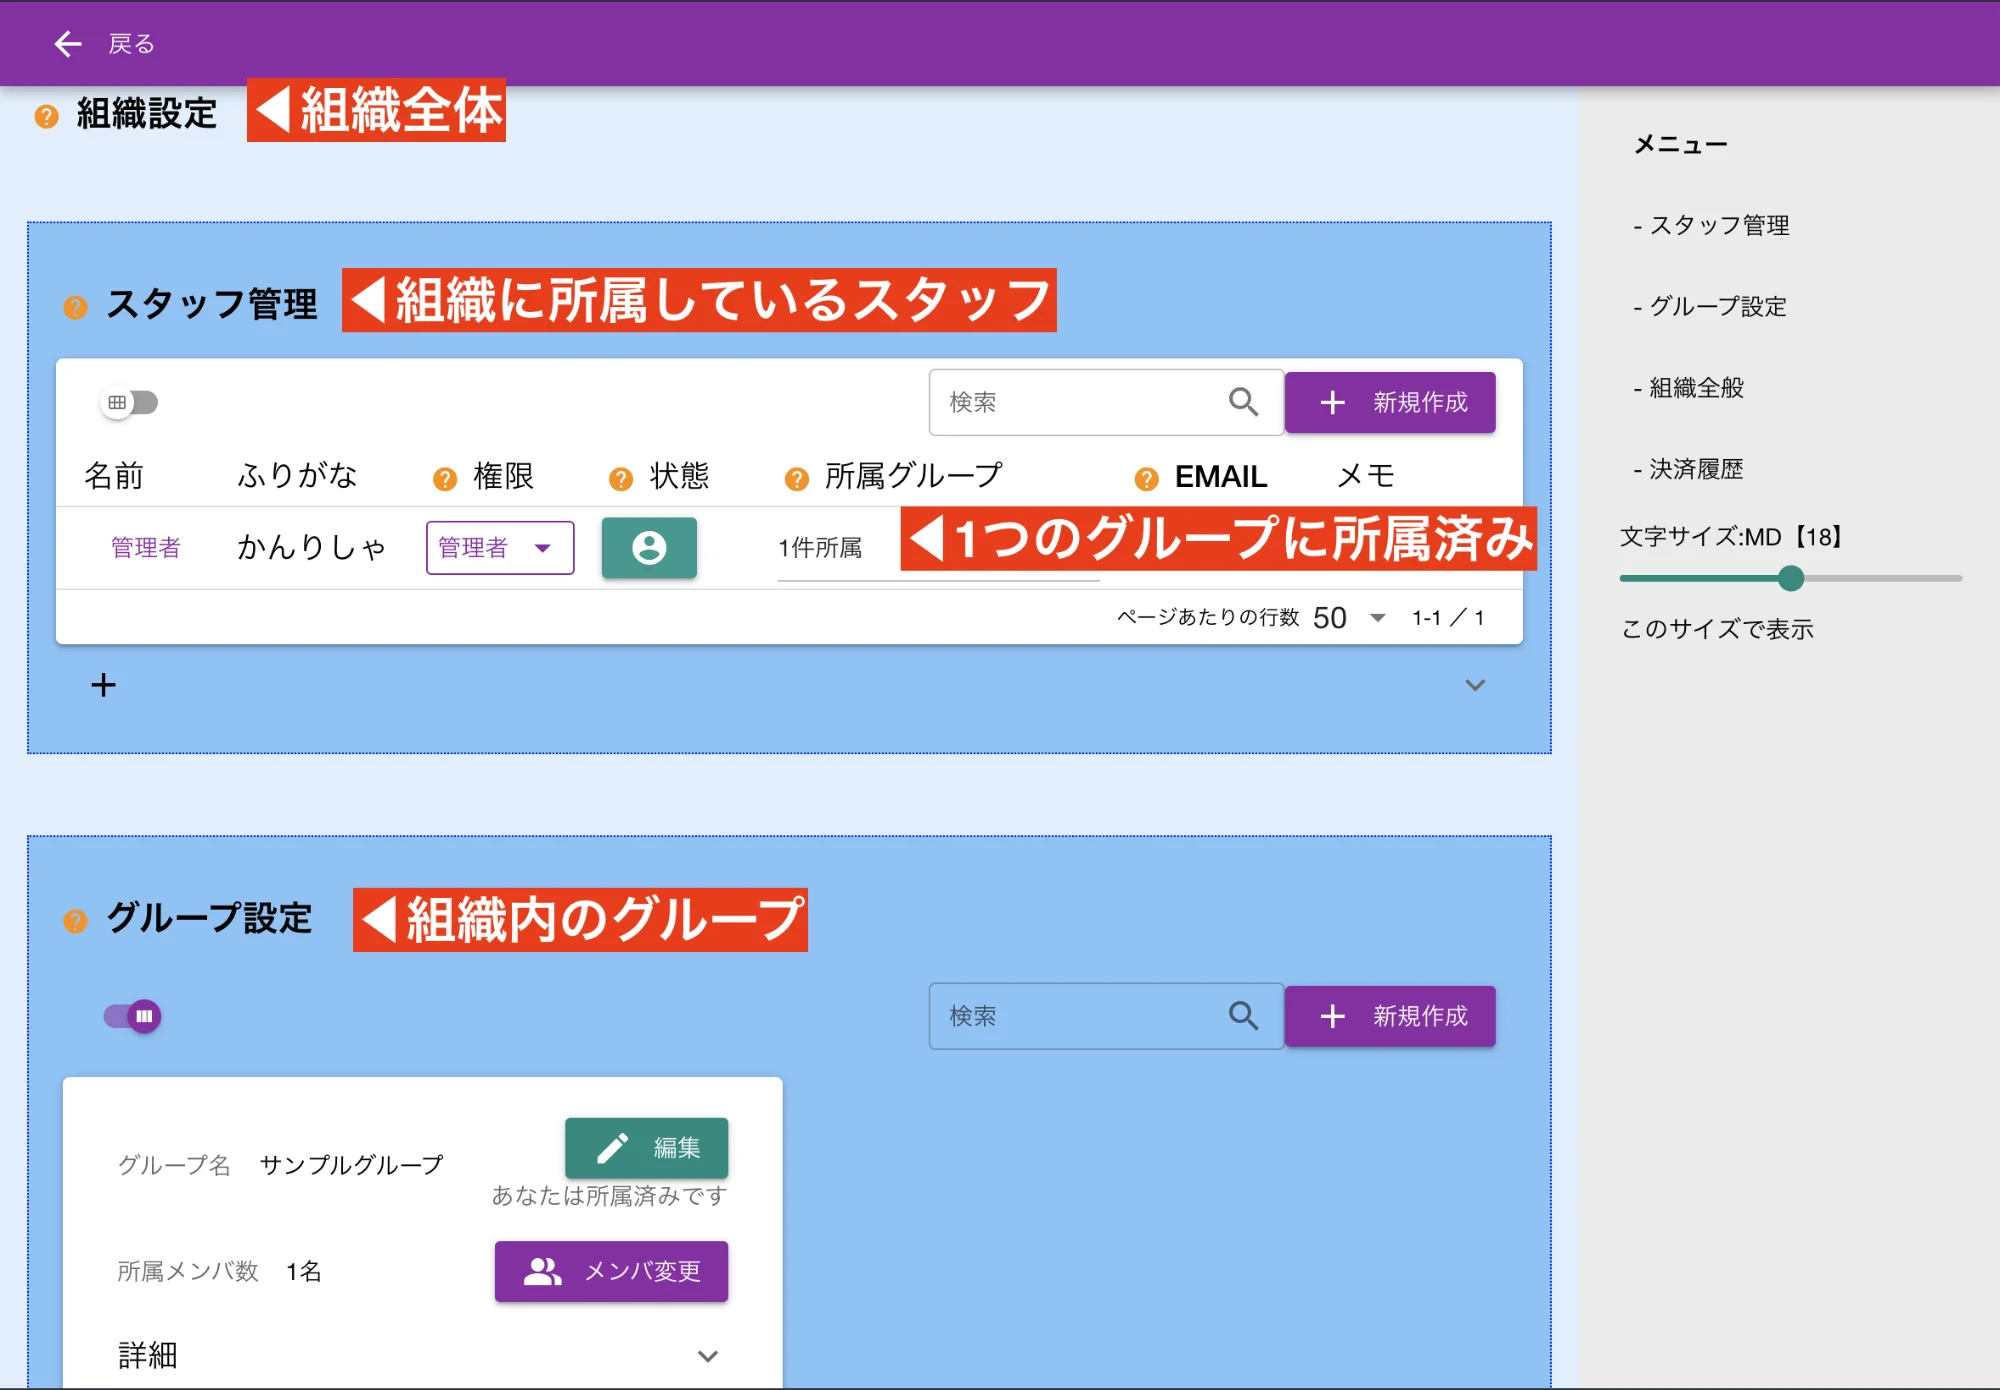 戻る
組織設定 ◀組織全体
スタッフ管理 ◀組織に所属しているスタッフ
検索 + 新規作成
名前 ふりがな 権限 状態 所属グループ EMAIL メモ
管理者 かんりしゃ 管理者 1件所属 ◀1つのグループに所属済み
ページあたりの行数 50 1-1 ／ 1
+
グループ設定 ◀組織内のグループ
検索 + 新規作成
グループ名 サンプルグループ 編集
あなたは所属済みです
所属メンバ数 1名 メンバ変更
詳細
メニュー
- スタッフ管理
- グループ設定
- 組織全般
- 決済履歴
文字サイズ:MD【18】
このサイズで表示